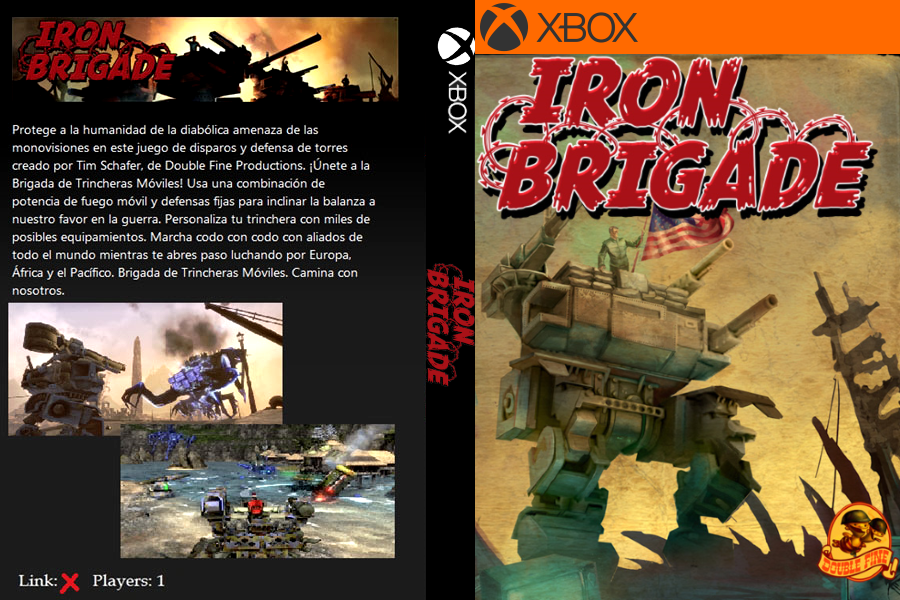 IRON
BRIGADE
Protege a la humanidad de la diabólica amenaza de las
monovisiones en este juego de disparos y defensa de torres
creado por Tim Schafer, de Double Fine Productions. ¡Únete a la
Brigada de Trincheras Móviles! Usa una combinación de
potencia de fuego móvil y defensas fijas para inclinar la balanza a
nuestro favor en la guerra. Personaliza tu trinchera con miles de
posibles equipamientos. Marcha codo con codo con aliados de
todo el mundo mientras te abres paso luchando por Europa,
África y el Pacífico. Brigada de Trincheras Móviles. Camina con
nosotros.
Link: Players: 1
XBOX
IRON
BRIGADE
XBOX
IRON
BRIGADE
DOUBLE FINE